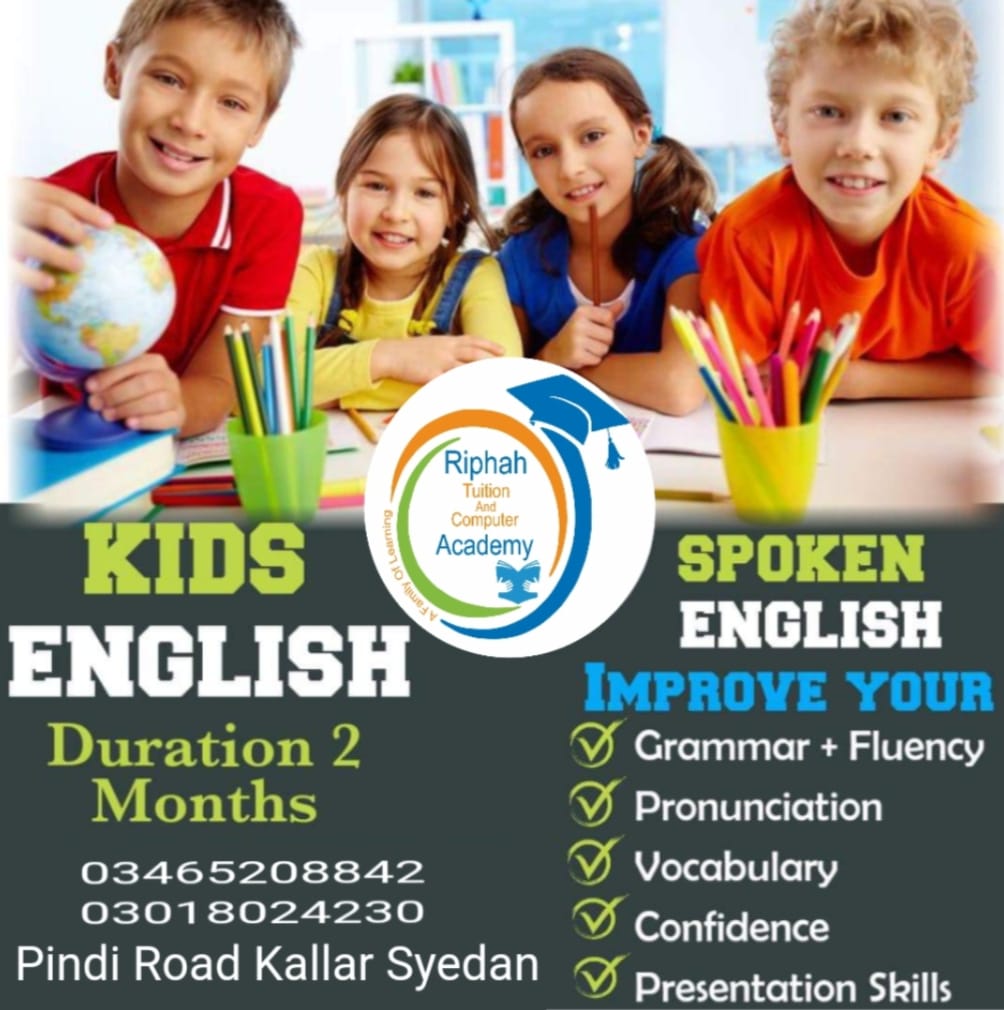 Riphah
Tuition
And
Computer
Academy
A Family Of Learning
KIDS
ENGLISH
Duration 2
Months
03465208842
03018024230
Pindi Road Kallar Syedan
SPOKEN
ENGLISH
IMPROVE YOUR
Grammar + Fluency
Pronunciation
Vocabulary
Confidence
Presentation Skills